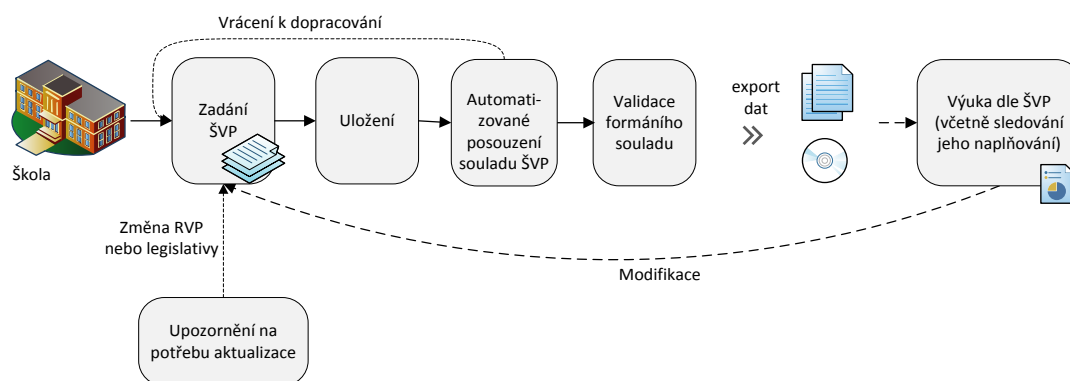 Vrácení k dopracování
Škola
Zadání
ŠVP
Uložení
Automati-
zované
posouzení
souladu ŠVP
Validace
formáního
souladu
export
dat
Výuka dle ŠVP
(včetně sledování
jeho naplňování)
Změna RVP
nebo legislativy
Modifikace
Upozornění na
potřebu aktualizace